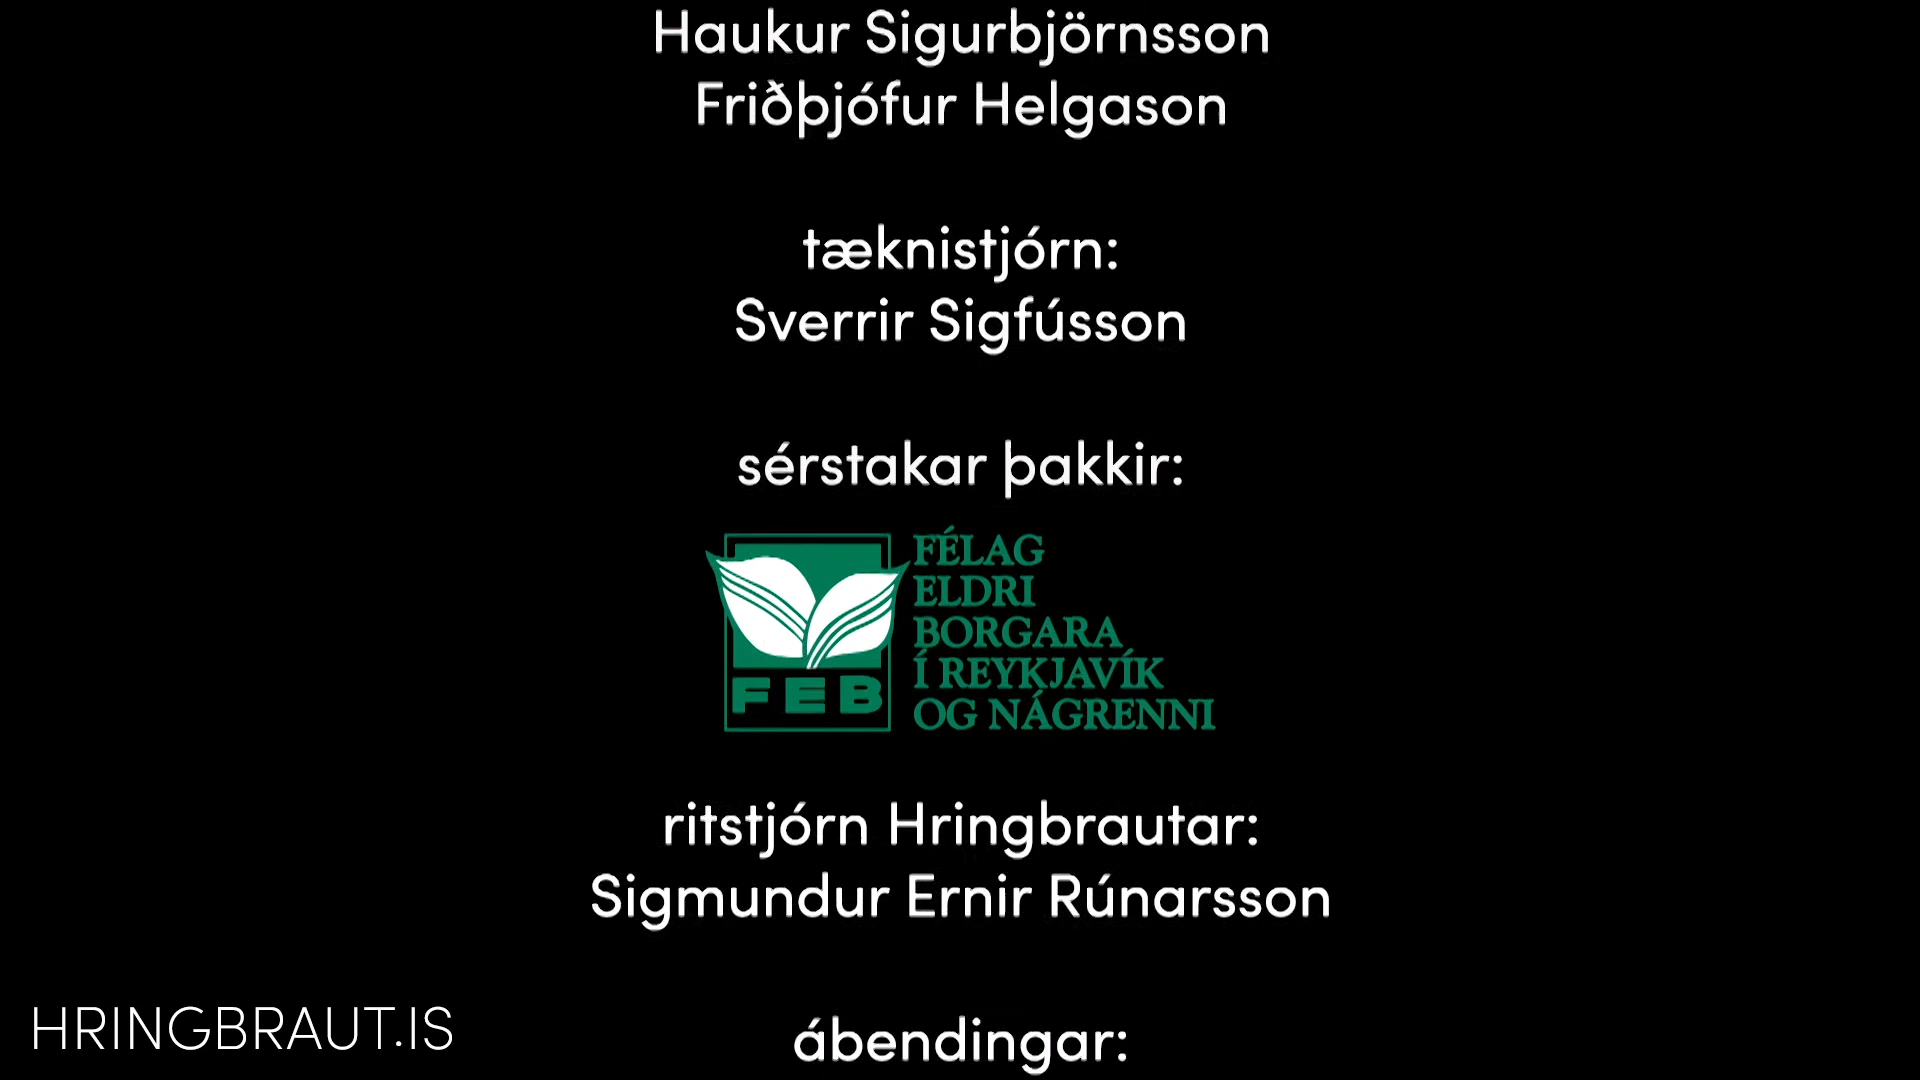 Haukur Sigurbjörnsson
Friðþjófur Helgason
tæknistjórn:
Sverrir Sigfússon
sérstakar þakkir:
FEB
FÉLAG
ELDRI
BORGARA
Í REYKJAVÍK
OG NÁGRENNI
ritstjórn Hringbrautar:
Sigmundur Ernir Rúnarsson
ábendingar:
HRINGBRAUT.IS